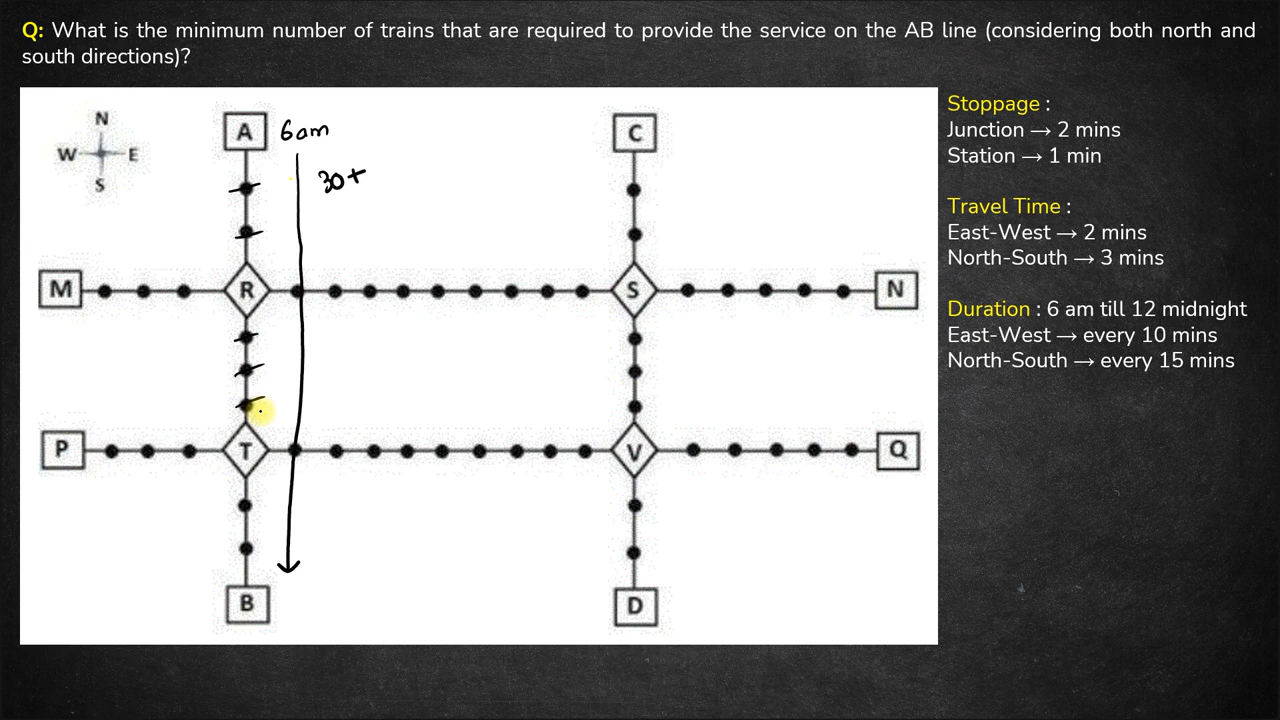 Q: What is the minimum number of trains that are required to provide the service on the AB line (considering both north and
south directions)?
N
W E
S
A 6am
30+
C
M R S N
P T V Q
B D
Stoppage :
Junction → 2 mins
Station → 1 min
Travel Time :
East-West → 2 mins
North-South → 3 mins
Duration : 6 am till 12 midnight
East-West → every 10 mins
North-South → every 15 mins